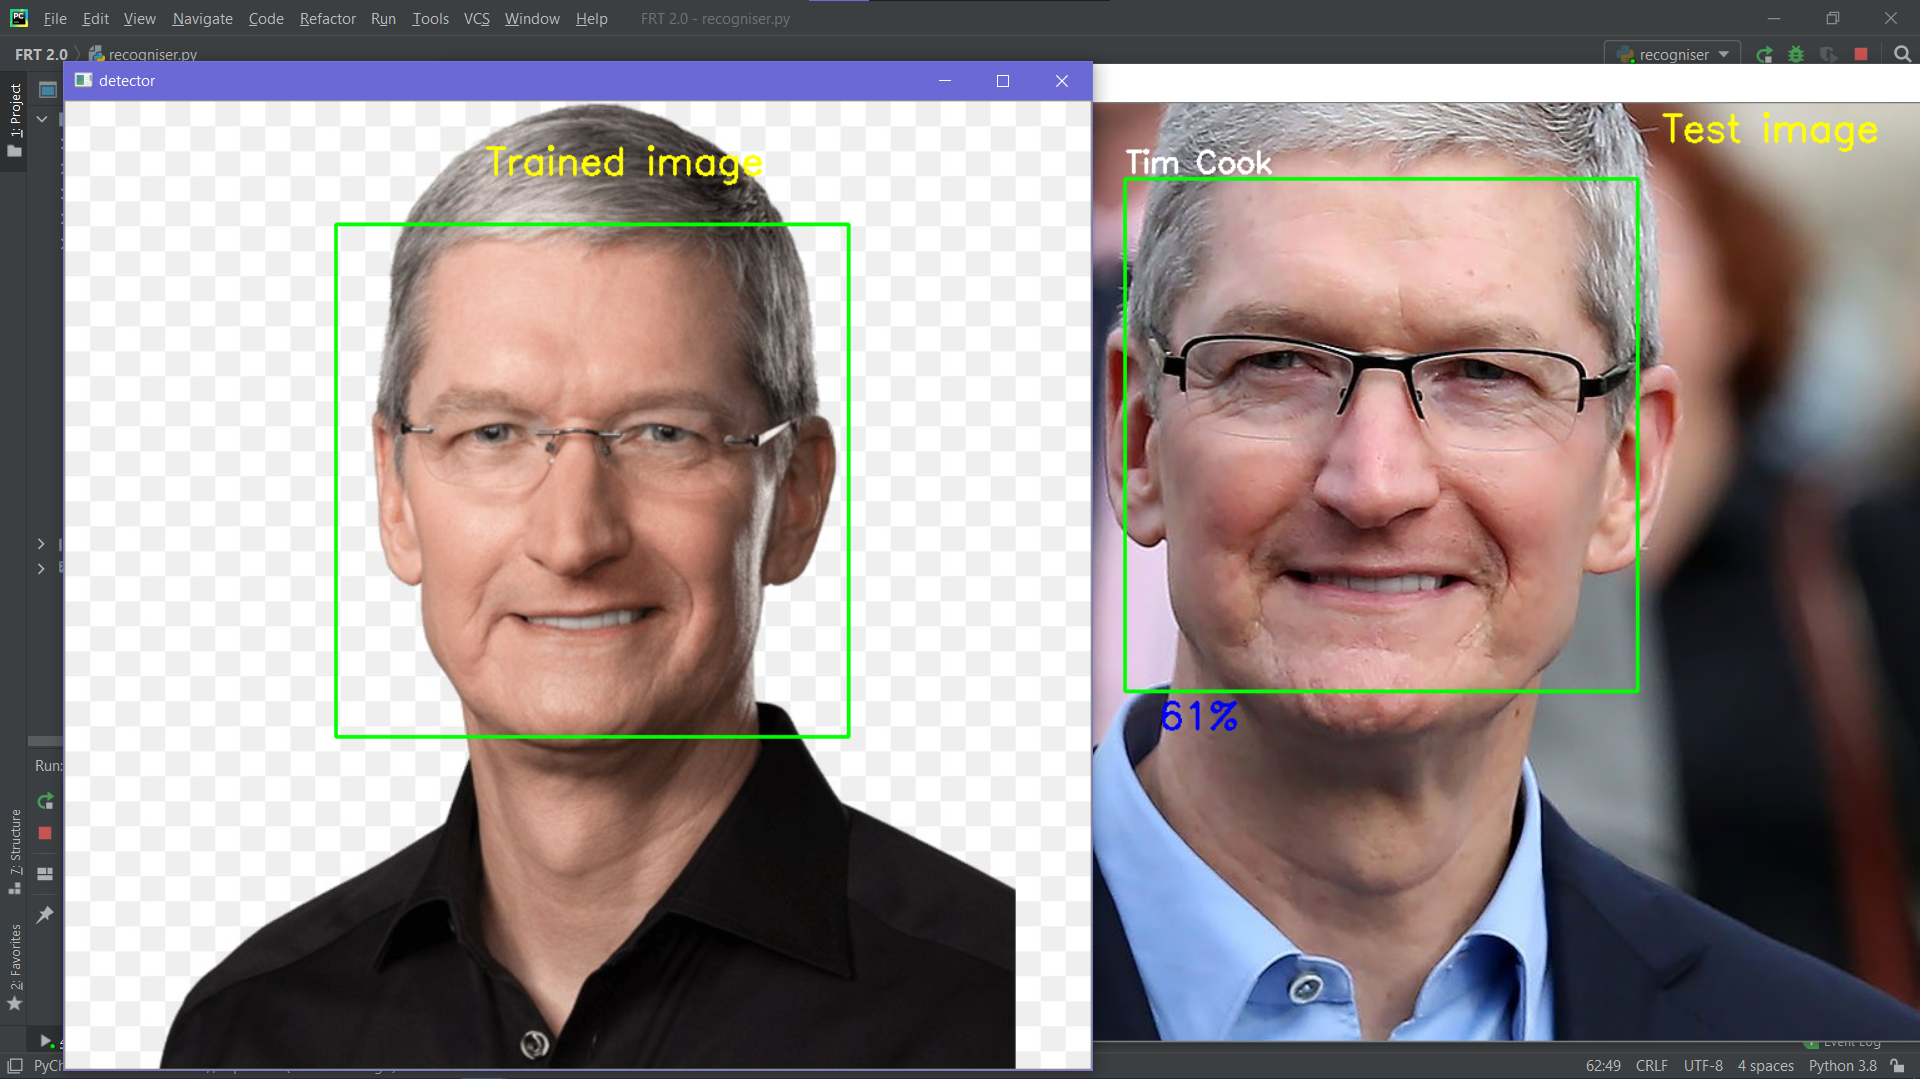 File Edit View Navigate Code Refactor Run Tools VCS Window Help FRT 2.0 - recogniser.py
FRT 2.0 recogniser.py recogniser
detector
1: Project
Trained image
Test image
Tim Cook
61%
Run:
7: Structure
2: Favorites
Event Log
62:49 CRLF UTF-8 4 spaces Python 3.8